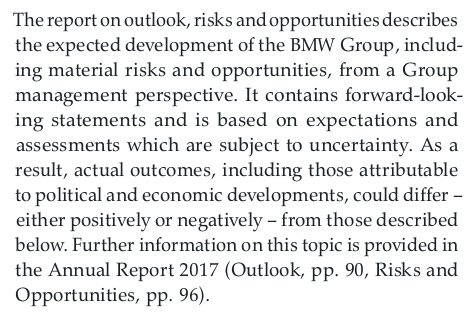 The report on outlook, risks and opportunities describes
the expected development of the BMW Group, includ-
ing material risks and opportunities, from a Group
management perspective. It contains forward-look-
ing statements and is based on expectations and
assessments which are subject to uncertainty. As a
result, actual outcomes, including those attributable
to political and economic developments, could differ –
either positively or negatively – from those described
below. Further information on this topic is provided in
the Annual Report 2017 (Outlook, pp. 90, Risks and
Opportunities, pp. 96).